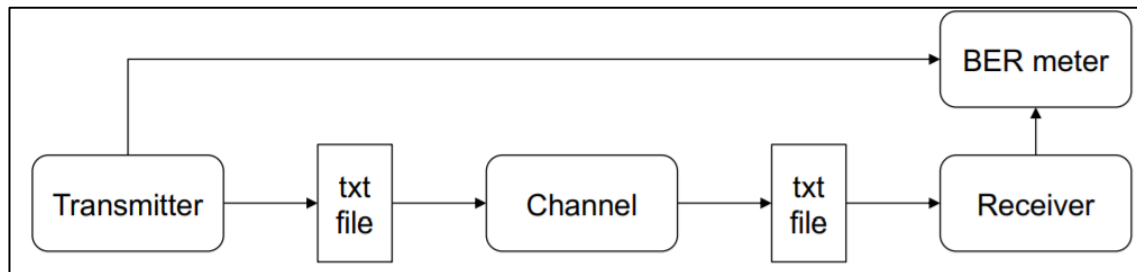 BER meter
Transmitter
txt
file
Channel
txt
file
Receiver